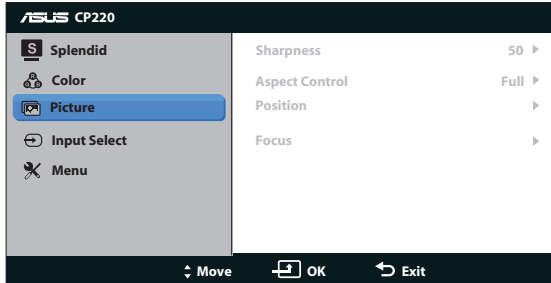 ASUS CP220
S Splendid
Sharpness 50
Color
Aspect Control Full
Picture
Position
Input Select
Focus
Menu
Move OK Exit